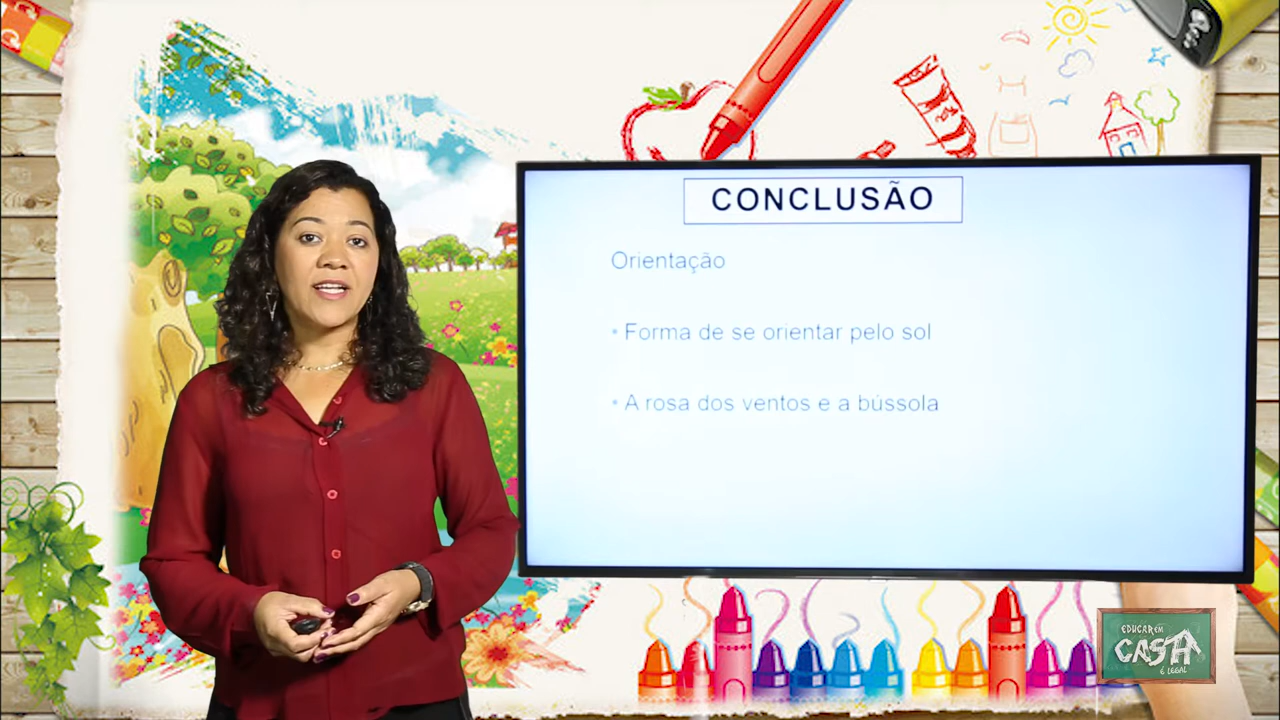 CONCLUSÃO
Orientação
• Forma de se orientar pelo sol
• A rosa dos ventos e a bússola
EDUCAR EM
CASA
É LEGAL